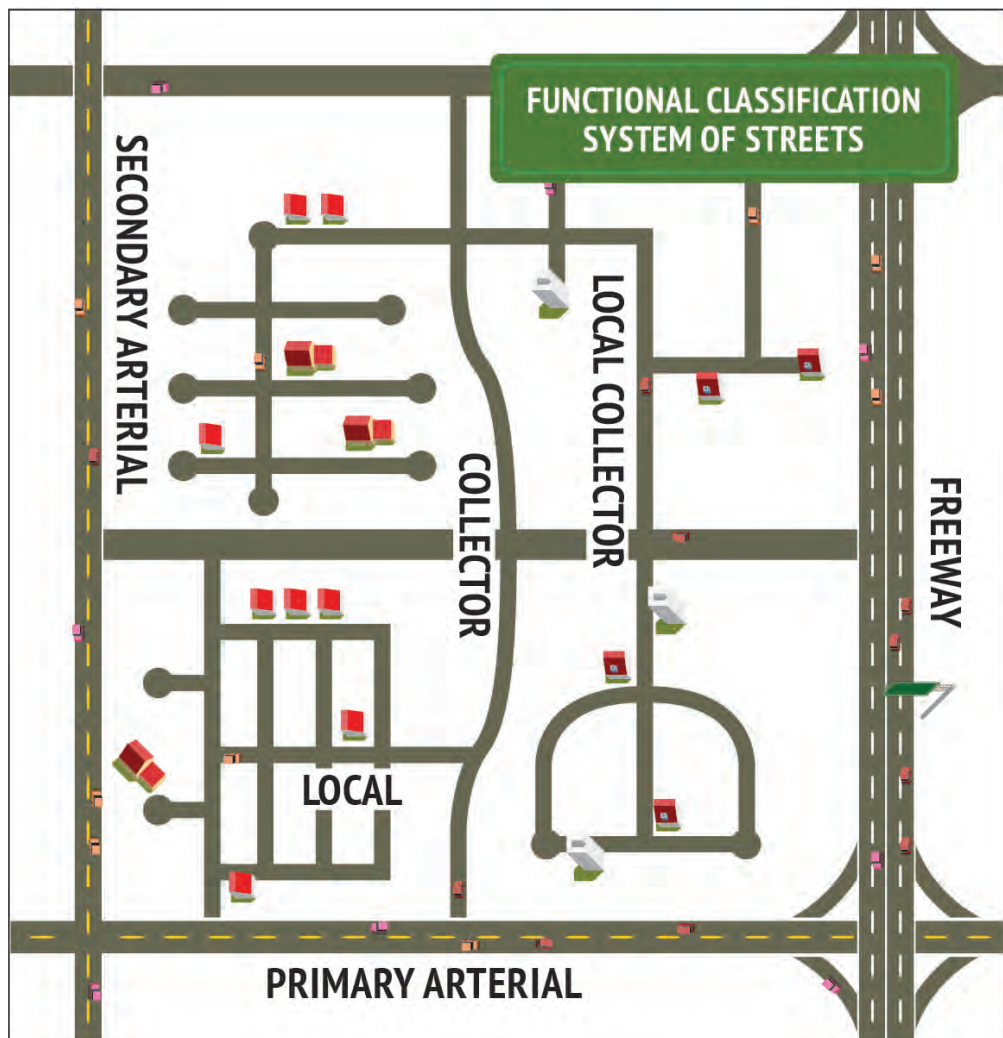 FUNCTIONAL CLASSIFICATION
SYSTEM OF STREETS
SECONDARY ARTERIAL
COLLECTOR
LOCAL COLLECTOR
FREEWAY
LOCAL
PRIMARY ARTERIAL